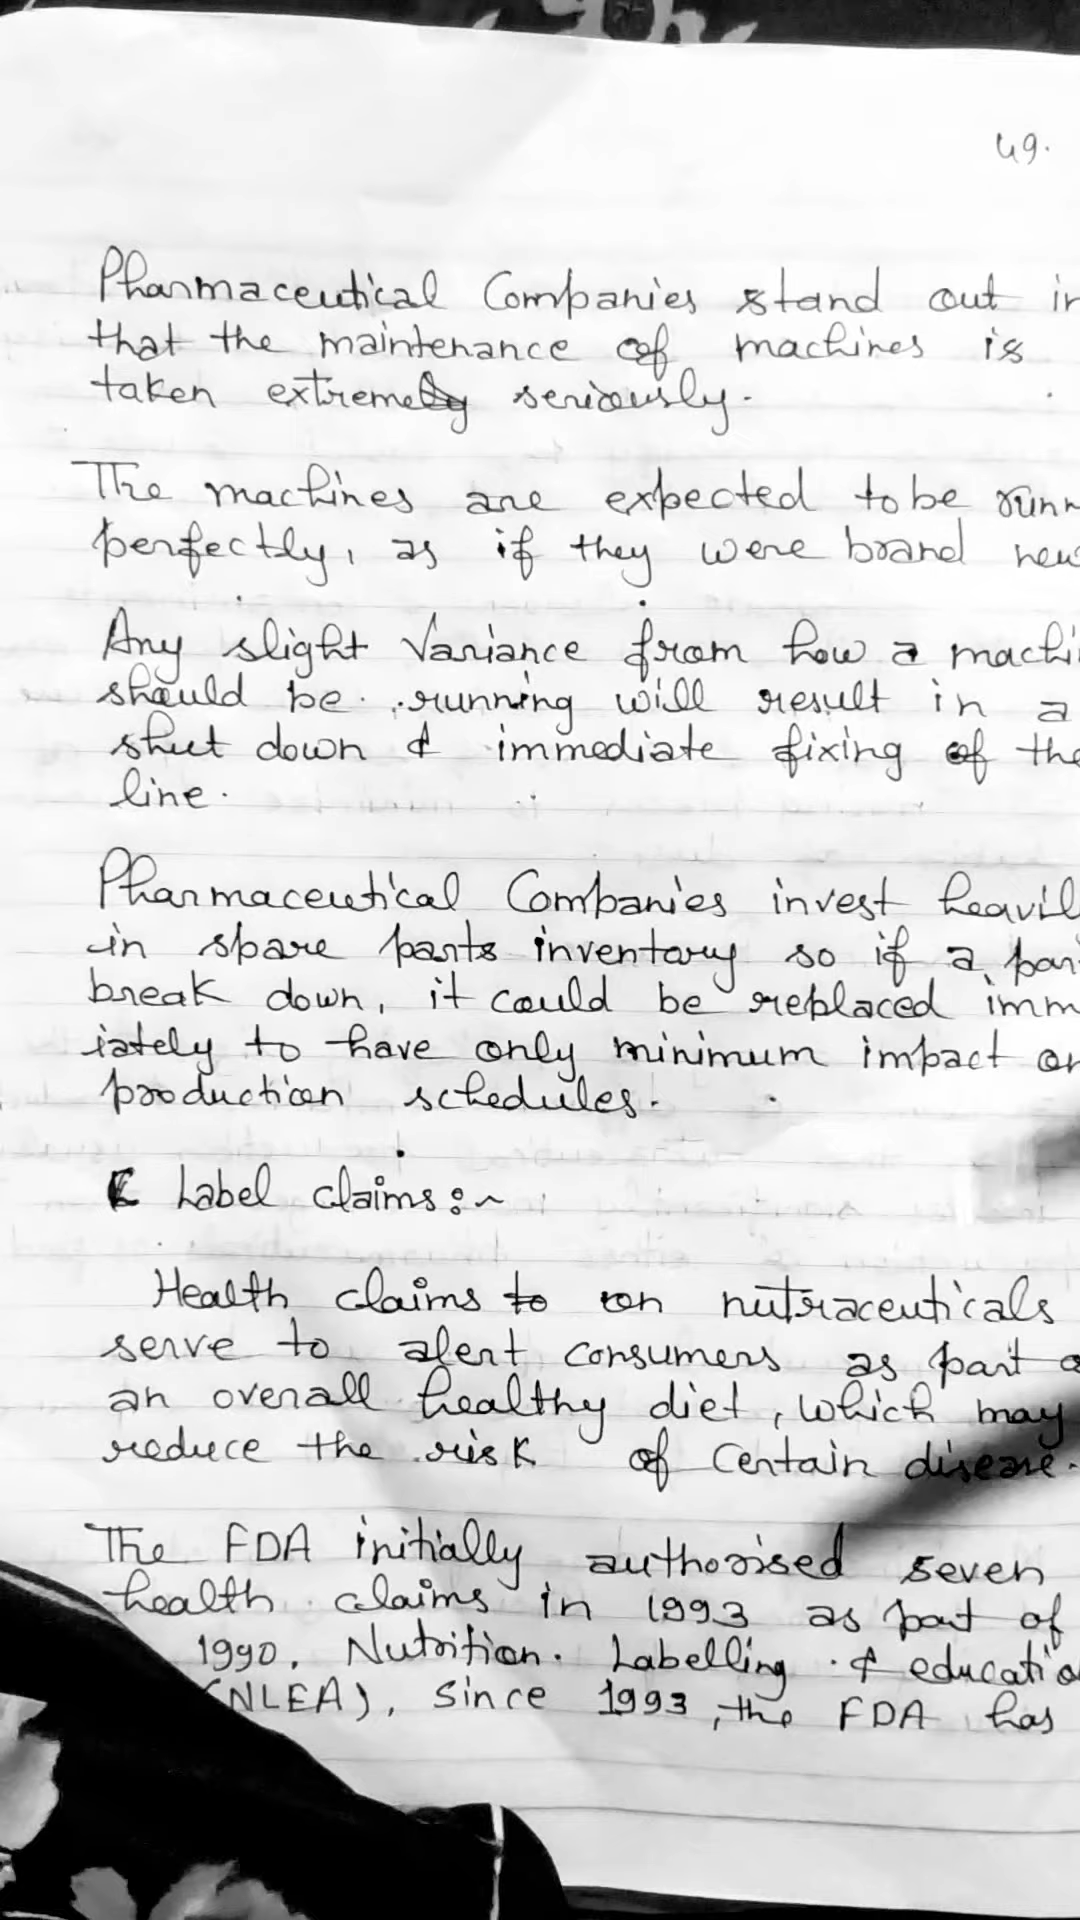 49.
Pharmaceutical Companies stand out in
that the maintenance of machines is
taken extremely seriously.
The machines are expected to be runn
perfectly, as if they were brand new
Any slight Variance from how a machi
should be running will result in a
shut down & immediate fixing of the
line.
Pharmaceutical Companies invest heavil
in spare parts inventory so if a par
break down, it could be replaced imm
iately to have only minimum impact on
production schedules.
Label claims:~
Health claims to on nutraceuticals
serve to alert consumers as part o
an overall healthy diet, which may
reduce the risk of Certain disease.
The FDA initially authorised seven
health claims in 1993 as part of
1990. Nutrition. Labelling & educatio
(NLEA), Since 1993, the FDA has